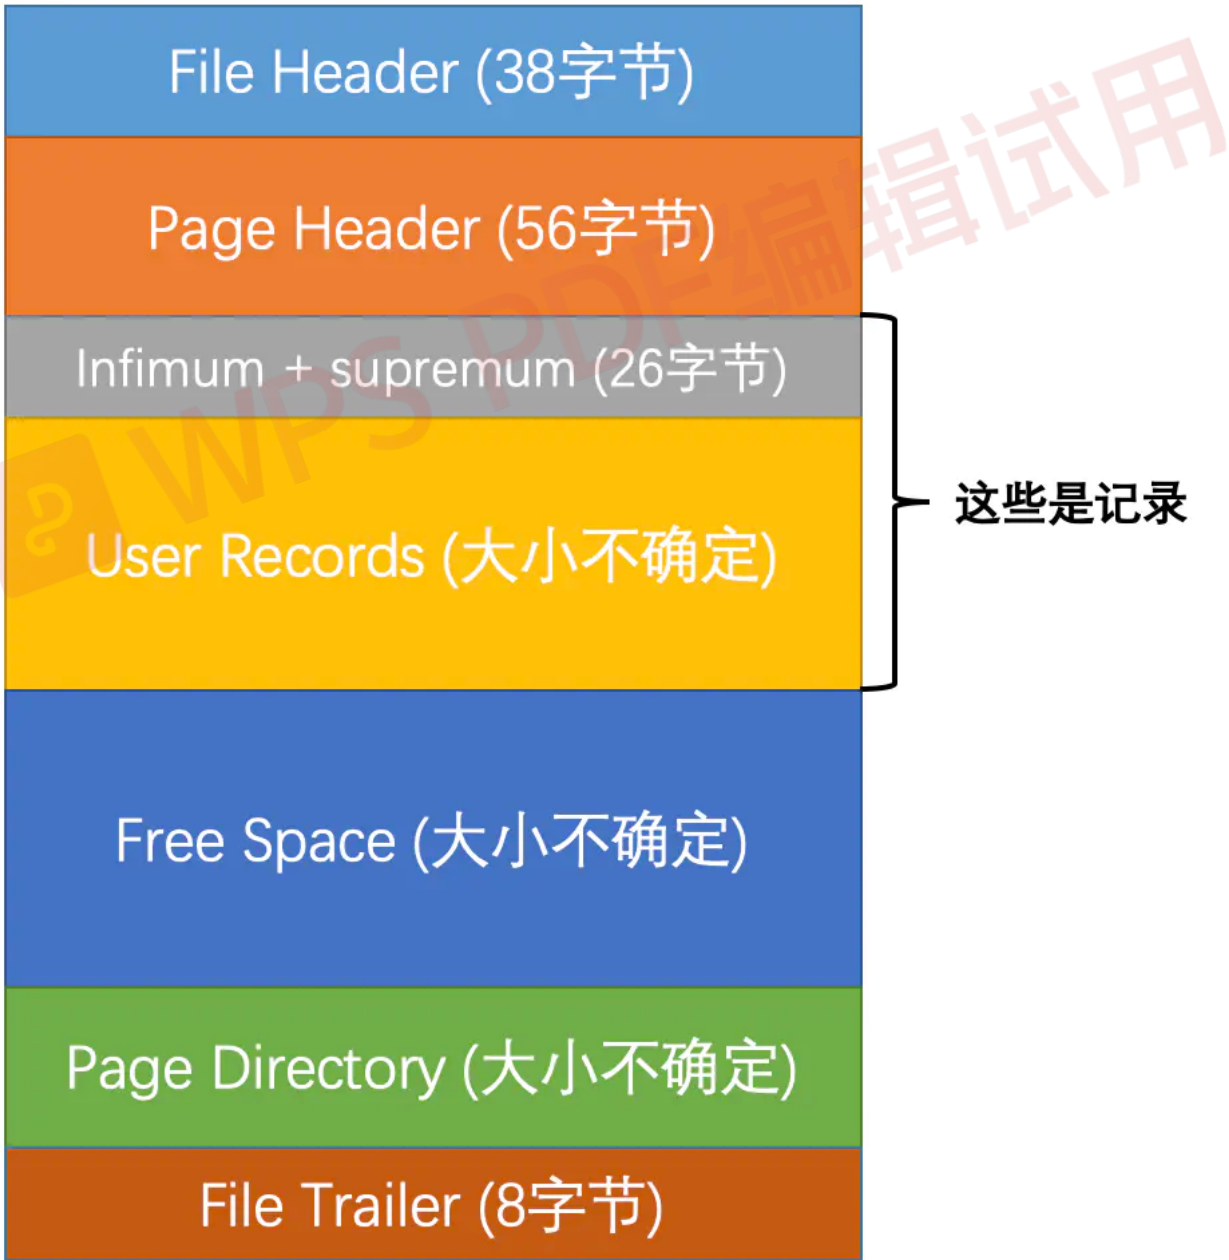 File Header (38字节)
Page Header (56字节)
Infimum + supremum (26字节)
User Records (大小不确定)
这些是记录
Free Space (大小不确定)
Page Directory (大小不确定)
File Trailer (8字节)
WPS PDF编辑试用